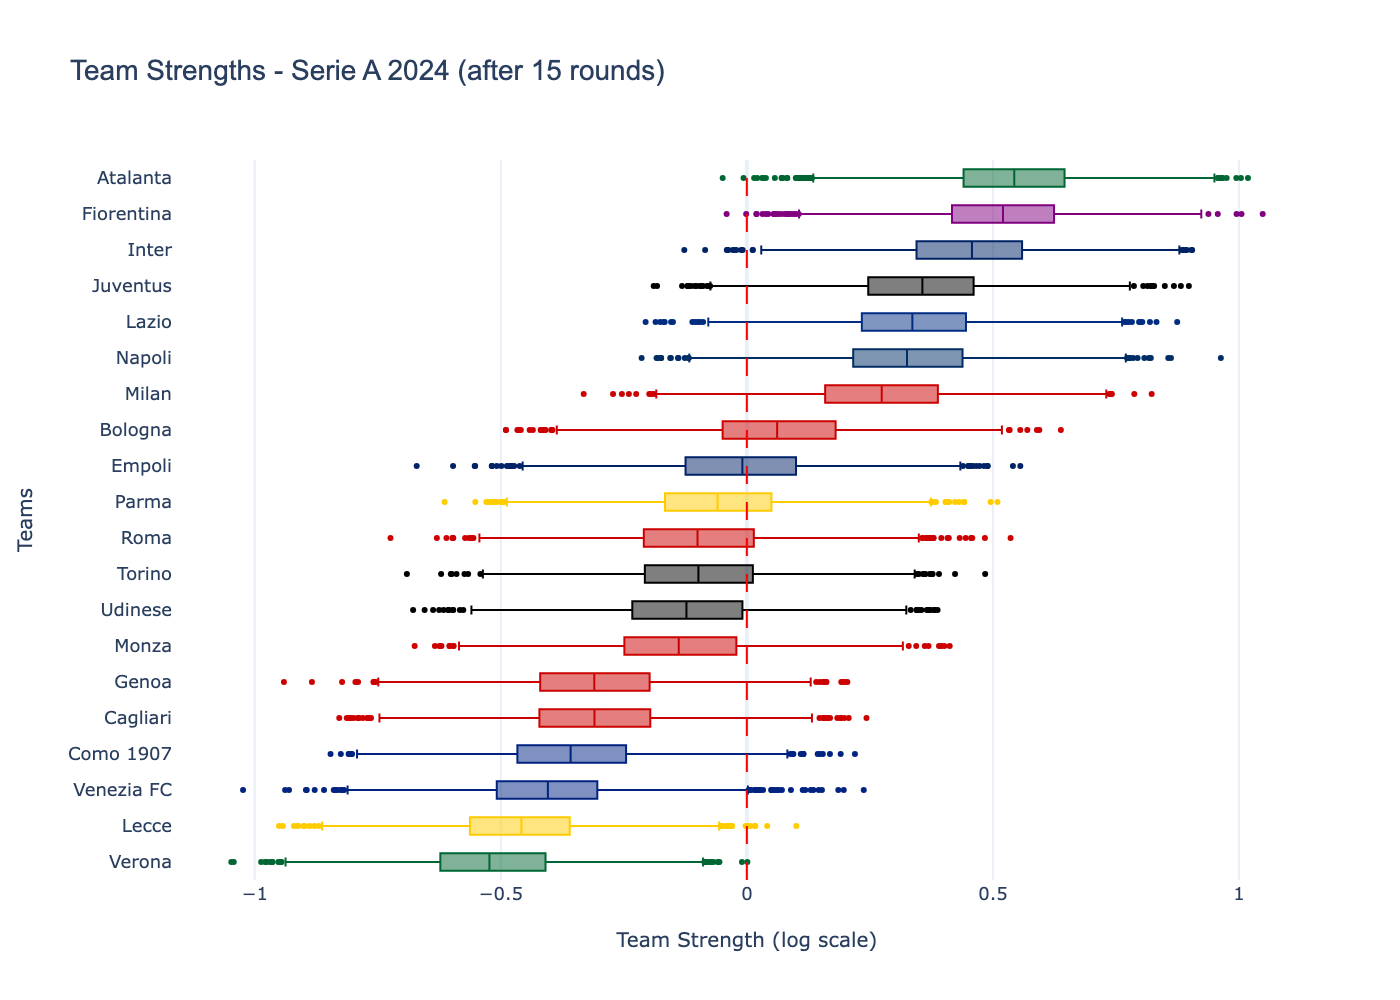 Team Strengths - Serie A 2024 (after 15 rounds)
Atalanta
Fiorentina
Inter
Juventus
Lazio
Napoli
Milan
Bologna
Empoli
Parma
Roma
Torino
Udinese
Monza
Genoa
Cagliari
Como 1907
Venezia FC
Lecce
Verona
Teams
−1
−0.5
0
0.5
1
Team Strength (log scale)